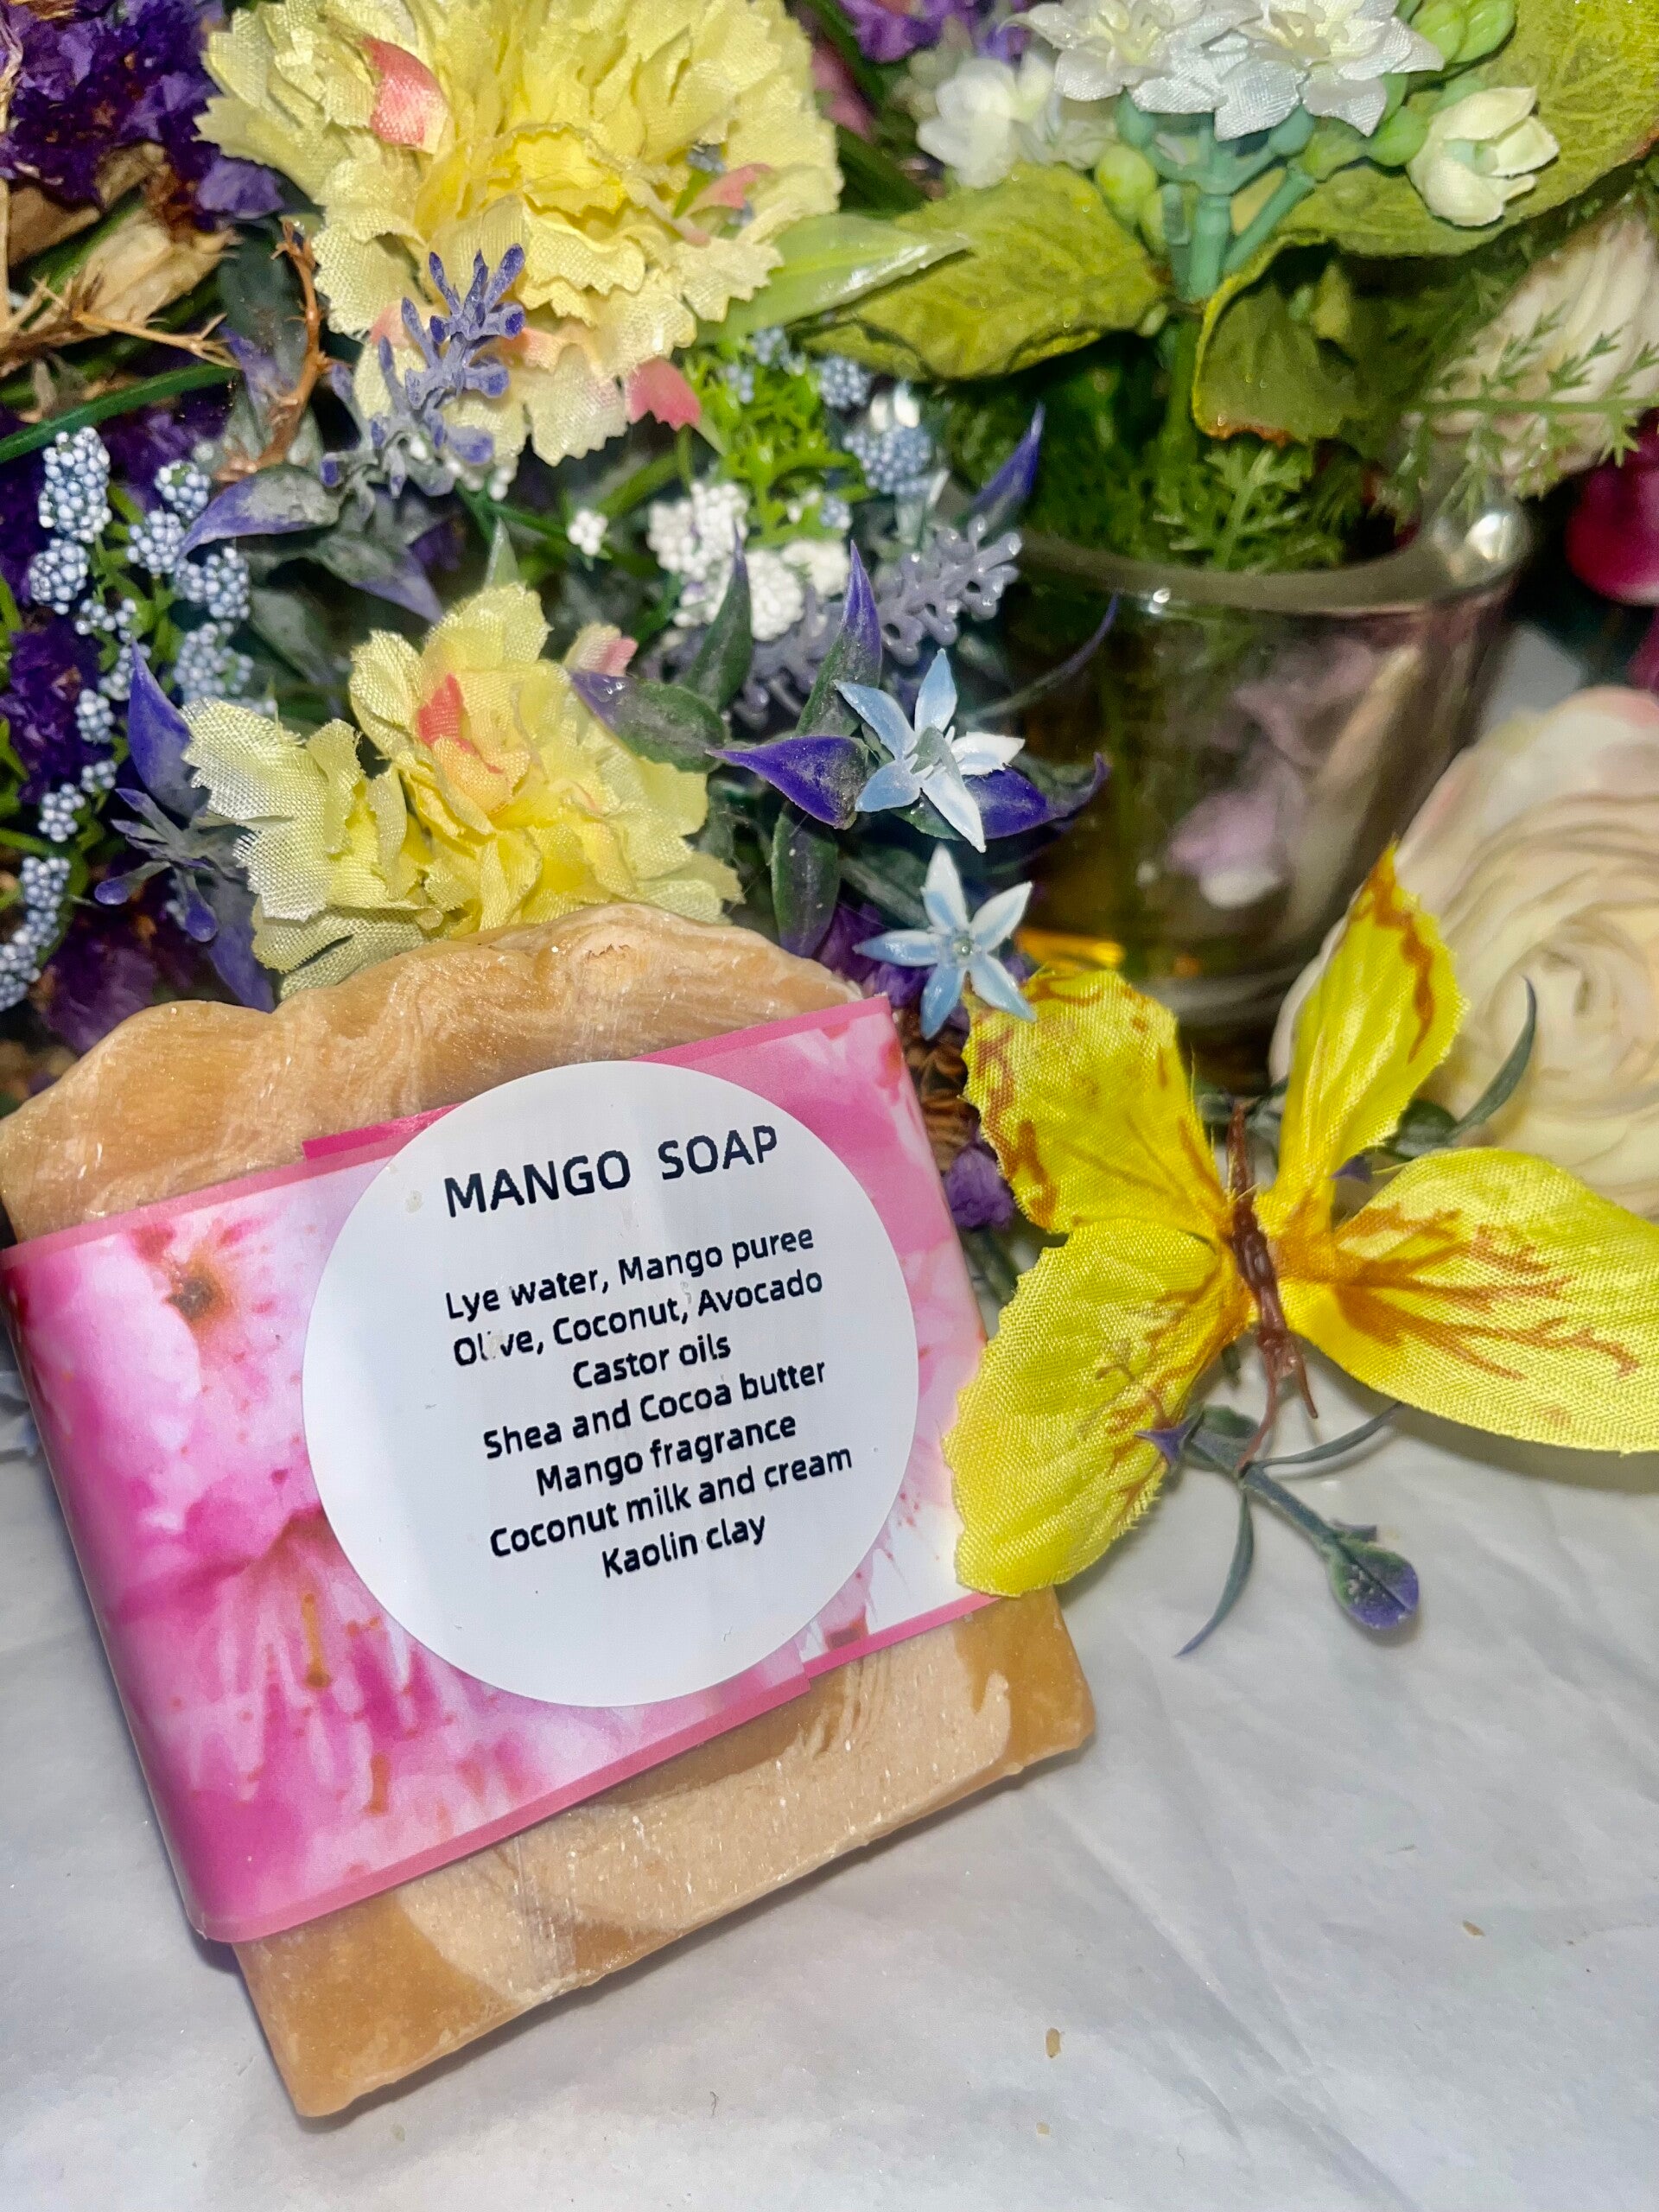 MANGO SOAP
Lye water, Mango puree
Olive, Coconut, Avocado
Castor oils
Shea and Cocoa butter
Mango fragrance
Coconut milk and cream
Kaolin clay